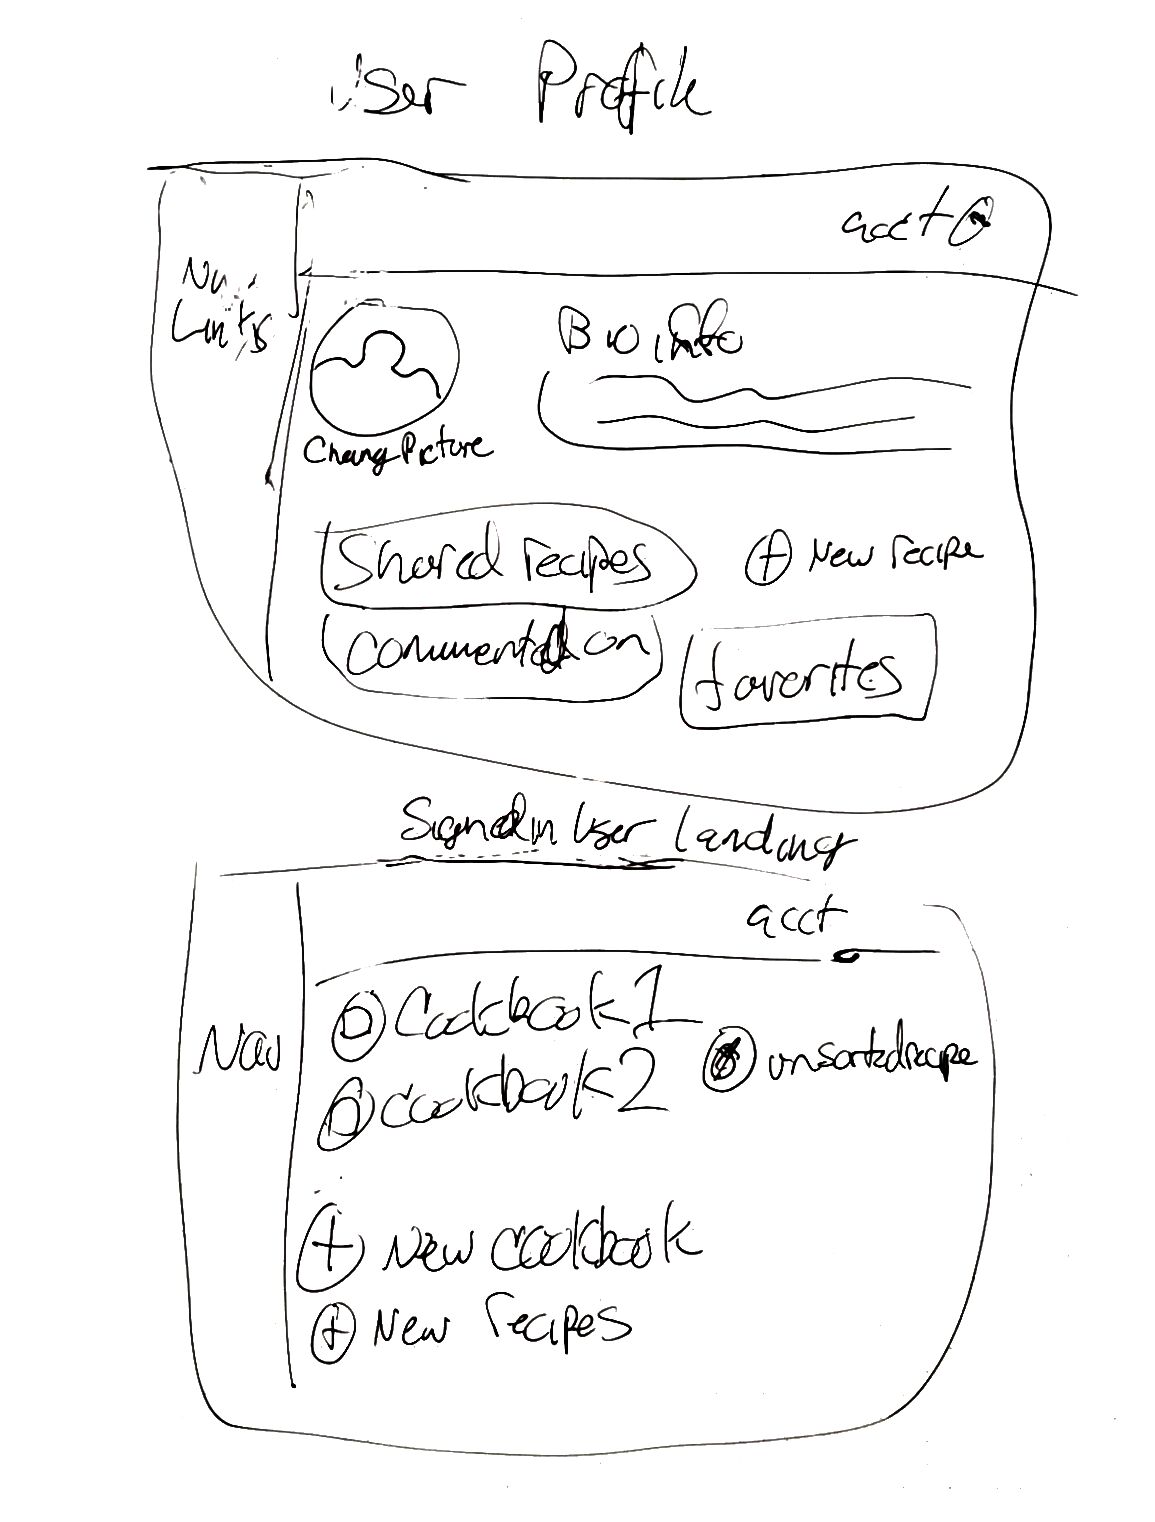 User Profile
acct
Nav
Links
Bio info
Chang Picture
Shared recipes
+ New recipe
Commented on
favorites
Signed in User Landing
acct
Nav
Cookbook 1
unsorted recipe
cookbook 2
+ New cookbook
+ New recipes